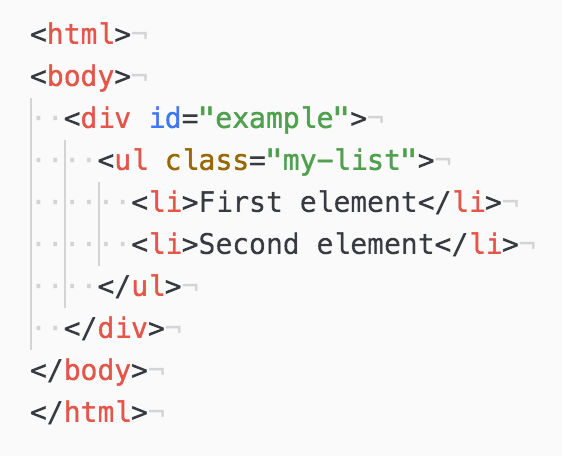 <html>
<body>
  <div id="example">
    <ul class="my-list">
      <li>First element</li>
      <li>Second element</li>
    </ul>
  </div>
</body>
</html>